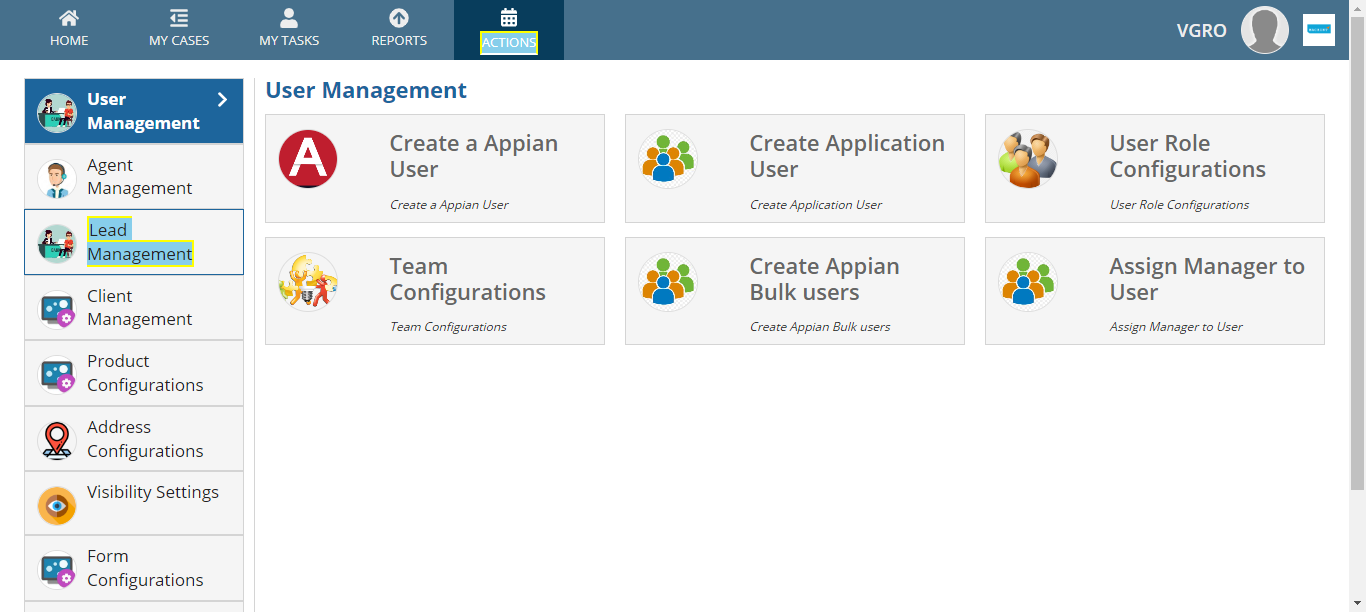 HOME
MY CASES
MY TASKS
REPORTS
ACTIONS
VGRO
User
Management
Agent
Management
Lead
Management
Client
Management
Product
Configurations
Address
Configurations
Visibility Settings
Form
Configurations
User Management
Create a Appian
User
Create a Appian User
Create Application
User
Create Application User
User Role
Configurations
User Role Configurations
Team
Configurations
Team Configurations
Create Appian
Bulk users
Create Appian Bulk users
Assign Manager to
User
Assign Manager to User